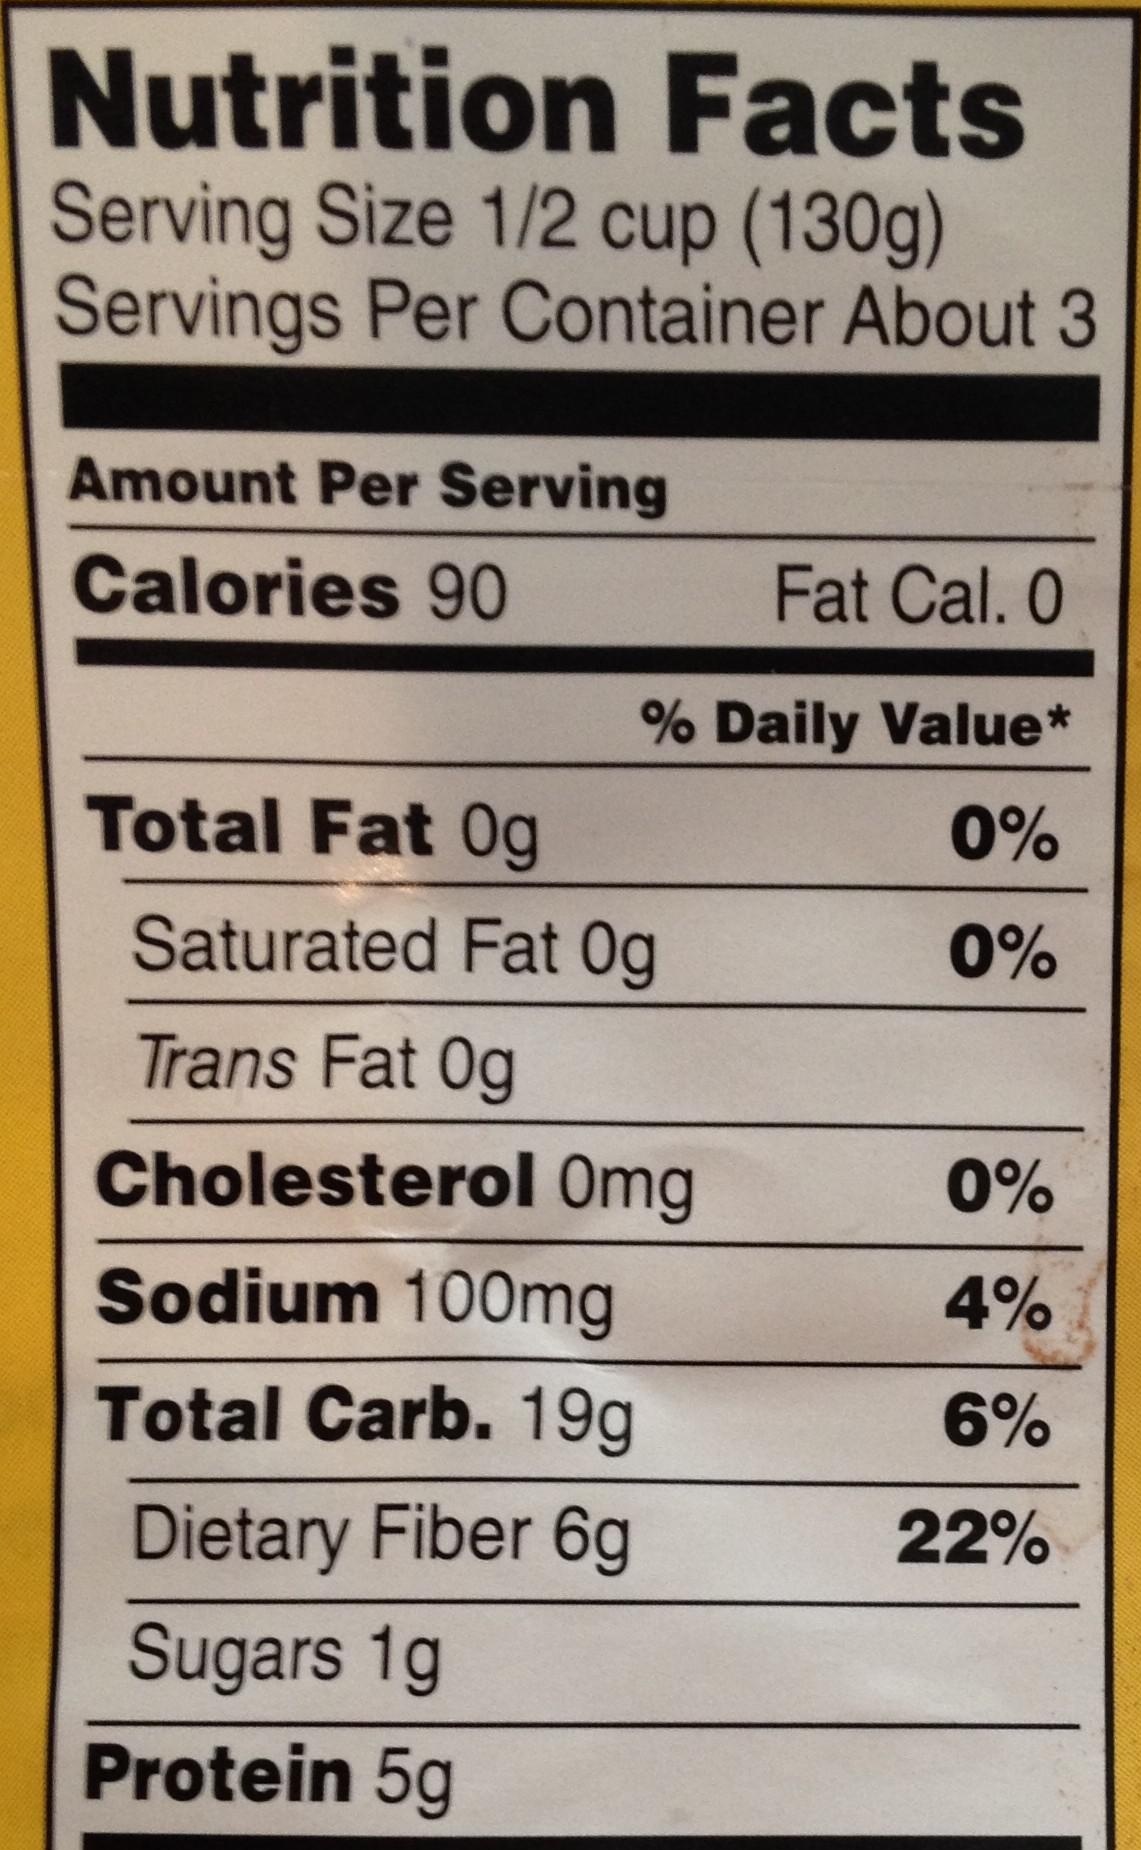 Nutrition Facts
Serving Size 1/2 cup (130g)
Servings Per Container About 3
Amount Per Serving
Calories 90 Fat Cal. 0
% Daily Value*
Total Fat 0g 0%
Saturated Fat 0g 0%
Trans Fat 0g
Cholesterol 0mg 0%
Sodium 100mg 4%
Total Carb. 19g 6%
Dietary Fiber 6g 22%
Sugars 1g
Protein 5g